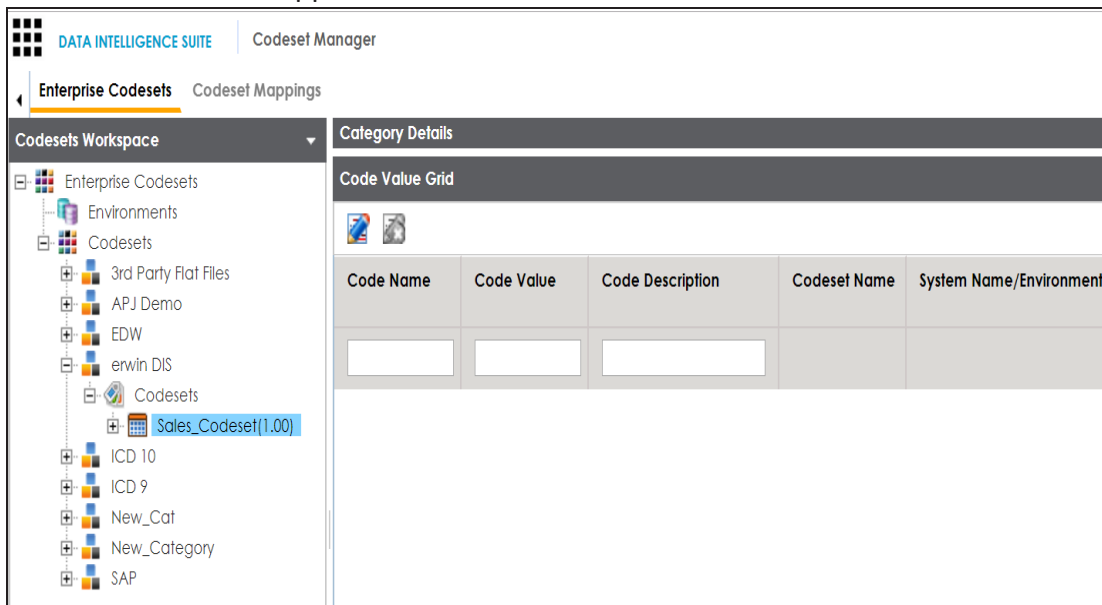 DATA INTELLIGENCE SUITE Codeset Manager
Enterprise Codesets Codeset Mappings
Codesets Workspace
Enterprise Codesets
Environments
Codesets
3rd Party Flat Files
APJ Demo
EDW
erwin DIS
Codesets
Sales_Codeset(1.00)
ICD 10
ICD 9
New_Cat
New_Category
SAP
Category Details
Code Value Grid
Code Name Code Value Code Description Codeset Name System Name/Environment